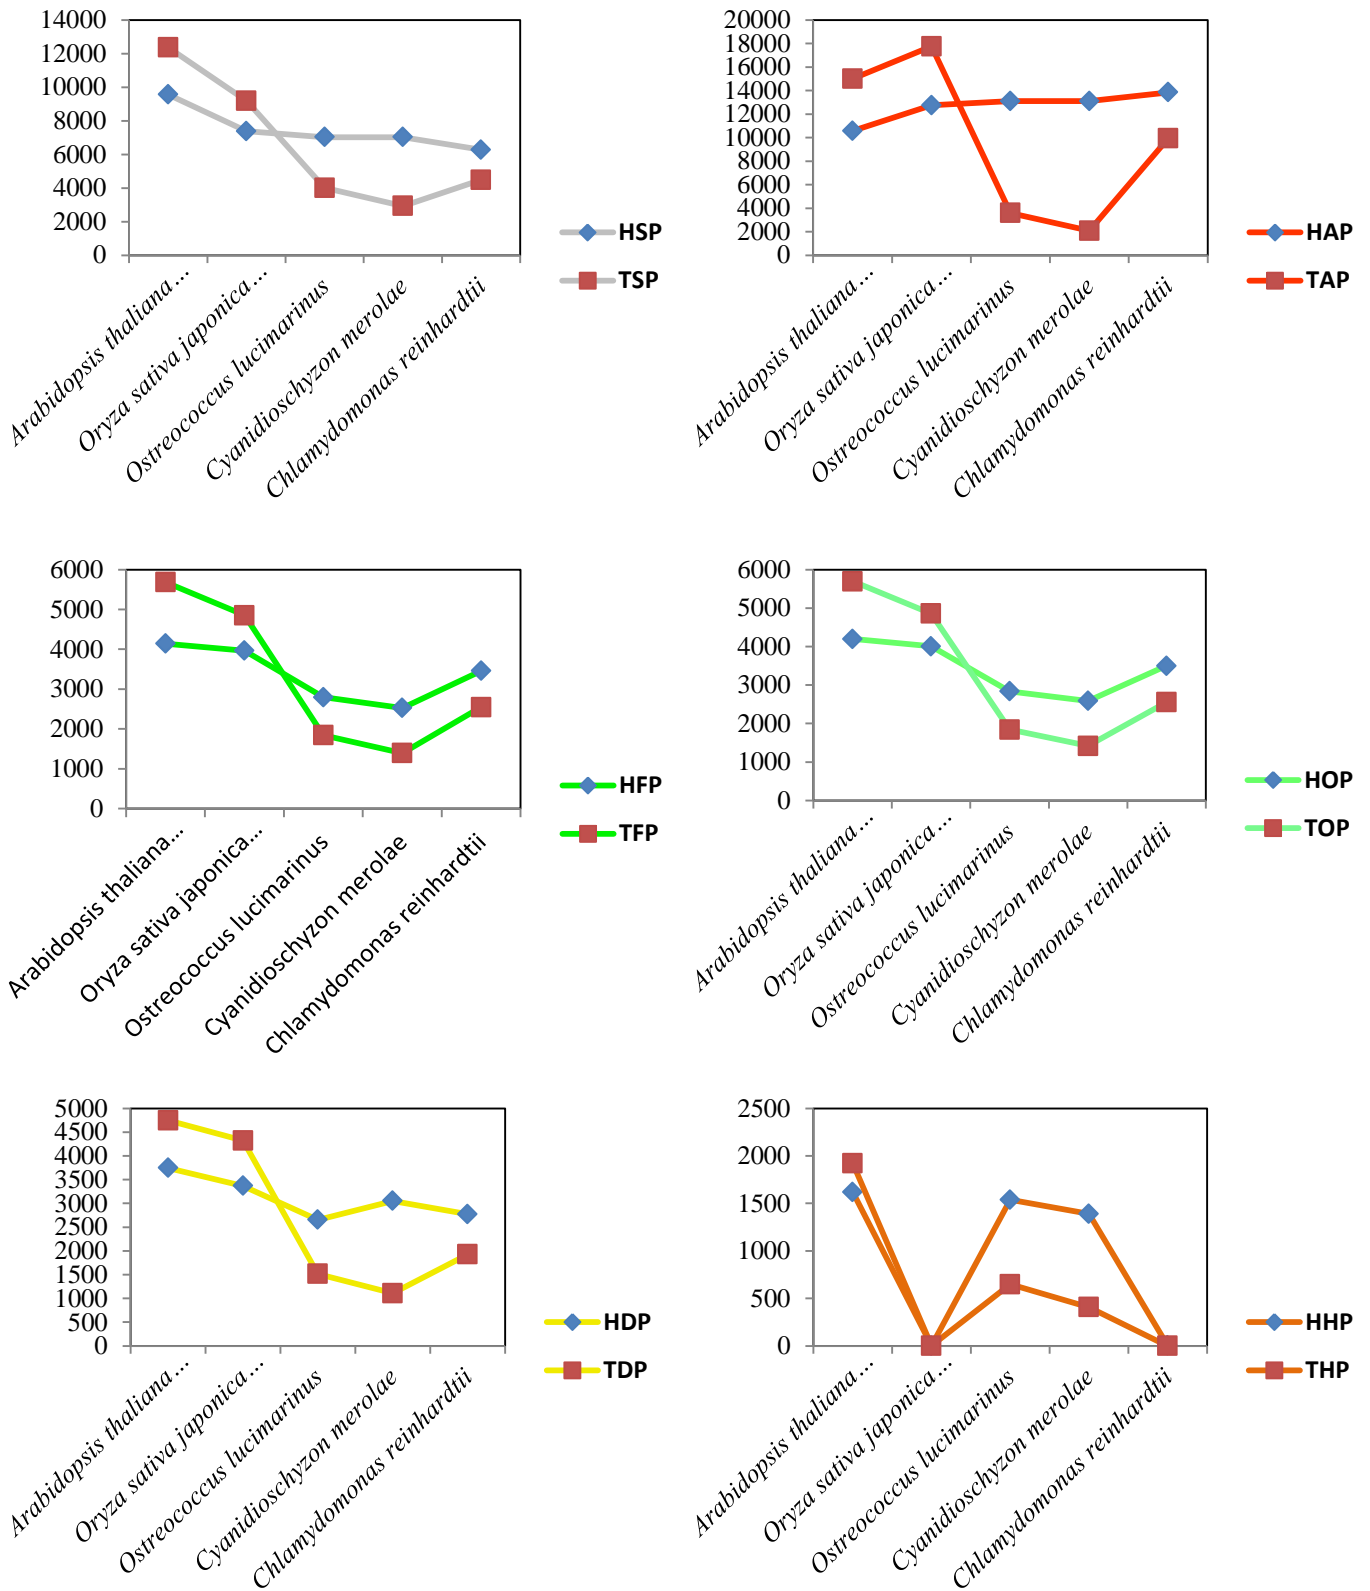 14000
12000
10000
8000
6000
4000
2000
0
Arabidopsis thaliana…
Oryza sativa japonica…
Ostreococcus lucimarinus
Cyanidioschyzon merolae
Chlamydomonas reinhardtii
HSP
TSP
20000
18000
16000
14000
12000
10000
8000
6000
4000
2000
0
Arabidopsis thaliana…
Oryza sativa japonica…
Ostreococcus lucimarinus
Cyanidioschyzon merolae
Chlamydomonas reinhardtii
HAP
TAP
6000
5000
4000
3000
2000
1000
0
Arabidopsis thaliana…
Oryza sativa japonica…
Ostreococcus lucimarinus
Cyanidioschyzon merolae
Chlamydomonas reinhardtii
HFP
TFP
6000
5000
4000
3000
2000
1000
0
Arabidopsis thaliana…
Oryza sativa japonica…
Ostreococcus lucimarinus
Cyanidioschyzon merolae
Chlamydomonas reinhardtii
HOP
TOP
5000
4500
4000
3500
3000
2500
2000
1500
1000
500
0
Arabidopsis thaliana…
Oryza sativa japonica…
Ostreococcus lucimarinus
Cyanidioschyzon merolae
Chlamydomonas reinhardtii
HDP
TDP
2500
2000
1500
1000
500
0
Arabidopsis thaliana…
Oryza sativa japonica…
Ostreococcus lucimarinus
Cyanidioschyzon merolae
Chlamydomonas reinhardtii
HHP
THP